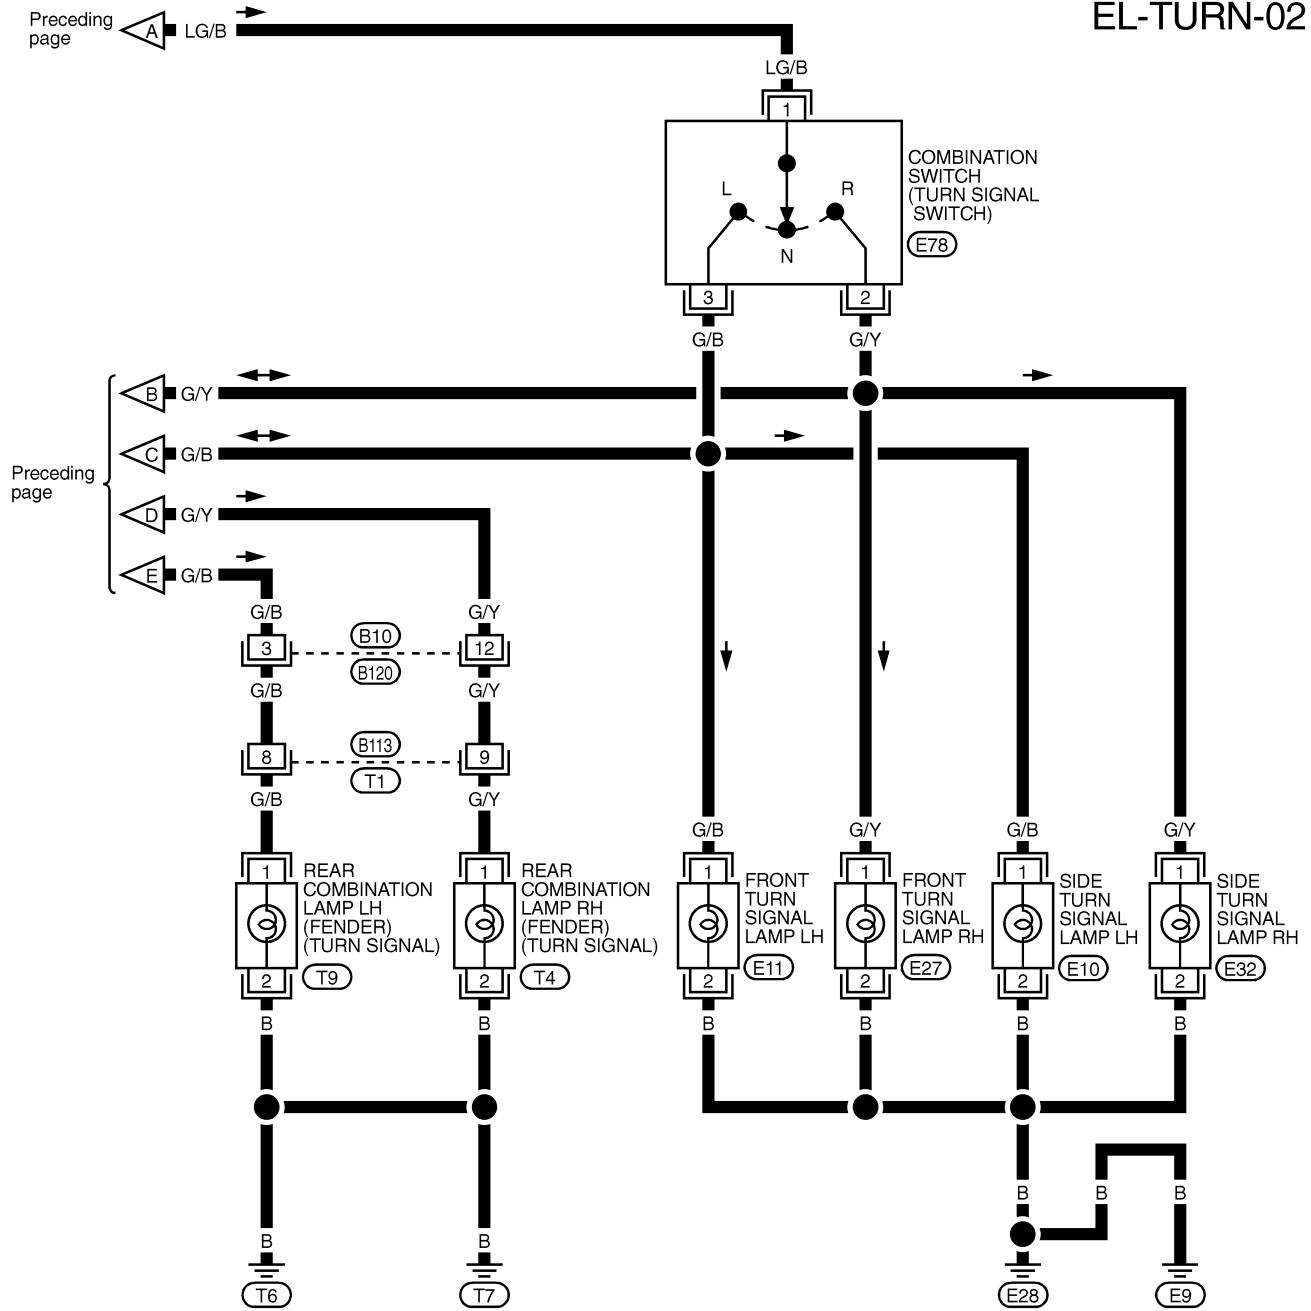 EL-TURN-02
Preceding
page
A
LG/B
LG/B
1
COMBINATION
SWITCH
(TURN SIGNAL
SWITCH)
E78
L
R
N
3
2
G/B
G/Y
Preceding
page
B
G/Y
C
G/B
D
G/Y
E
G/B
G/B
G/Y
3
B10
B120
12
G/B
G/Y
8
B113
T1
9
G/B
G/Y
G/B
G/Y
G/B
G/Y
1
REAR
COMBINATION
LAMP LH
(FENDER)
(TURN SIGNAL)
T9
2
1
REAR
COMBINATION
LAMP RH
(FENDER)
(TURN SIGNAL)
T4
2
1
FRONT
TURN
SIGNAL
LAMP LH
E11
2
1
FRONT
TURN
SIGNAL
LAMP RH
E27
2
1
SIDE
TURN
SIGNAL
LAMP LH
E10
2
1
SIDE
TURN
SIGNAL
LAMP RH
E32
2
B
B
B
B
B
B
B
B
B
B
B
T6
T7
E28
E9